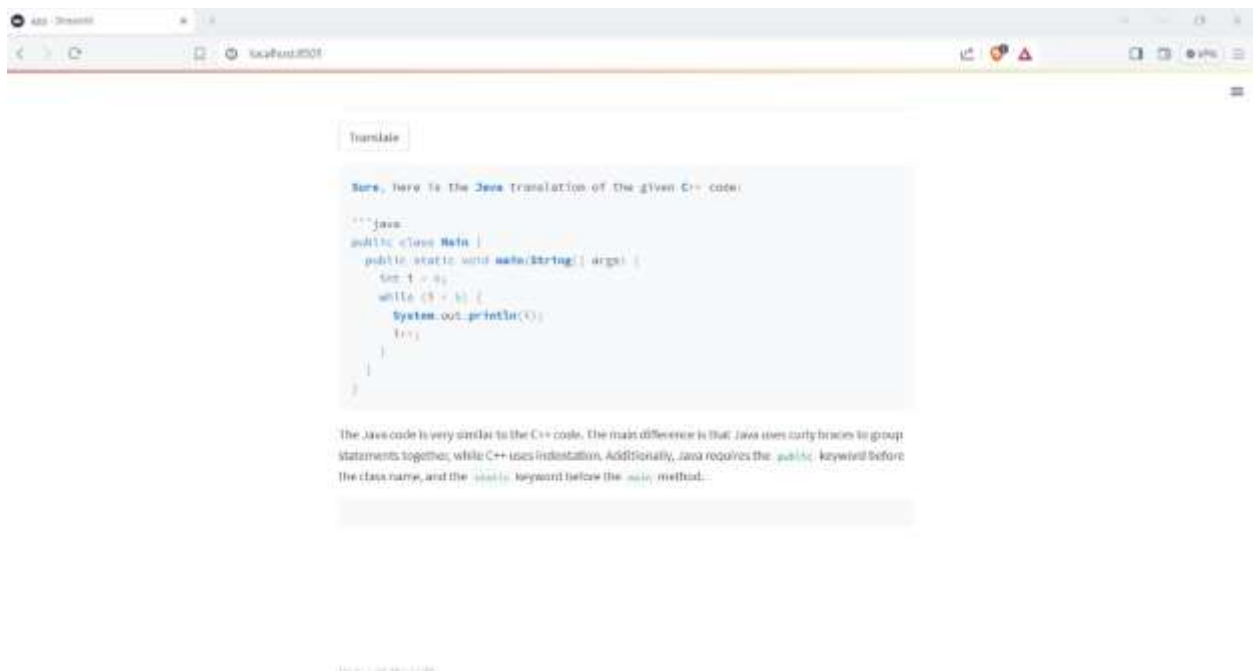 app · Streamlit
localhost:8501
VPN
Translate
Sure, here is the Java translation of the given C++ code:
```java
public class Main {
public static void main(String[] args) {
int i =
while (i <
System.out.println(i);
i++;
}
}
}
The Java code is very similar to the C++ code. The main difference is that Java uses curly braces to group
statements together, while C++ uses indentation. Additionally, Java requires the public keyword before
the class name, and the static keyword before the main method.